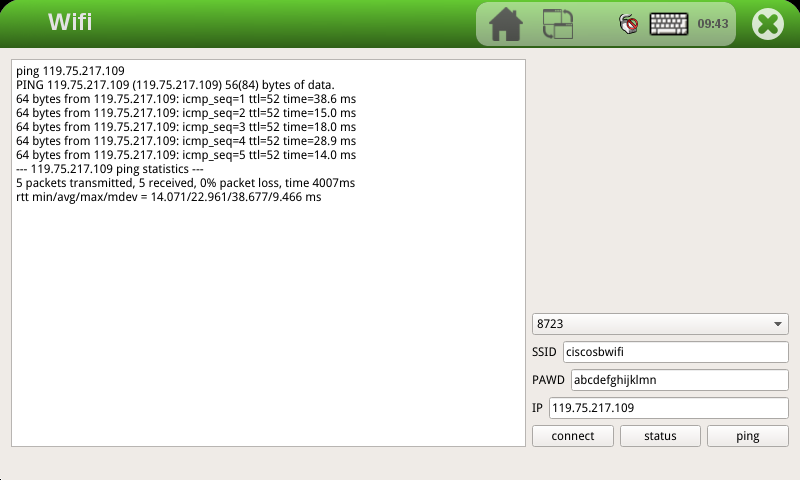 Wifi
09:43
ping 119.75.217.109
PING 119.75.217.109 (119.75.217.109) 56(84) bytes of data.
64 bytes from 119.75.217.109: icmp_seq=1 ttl=52 time=38.6 ms
64 bytes from 119.75.217.109: icmp_seq=2 ttl=52 time=15.0 ms
64 bytes from 119.75.217.109: icmp_seq=3 ttl=52 time=18.0 ms
64 bytes from 119.75.217.109: icmp_seq=4 ttl=52 time=28.9 ms
64 bytes from 119.75.217.109: icmp_seq=5 ttl=52 time=14.0 ms
--- 119.75.217.109 ping statistics ---
5 packets transmitted, 5 received, 0% packet loss, time 4007ms
rtt min/avg/max/mdev = 14.071/22.961/38.677/9.466 ms
8723
SSID ciscosbwifi
PAWD abcdefghijklmn
IP 119.75.217.109
connect status ping